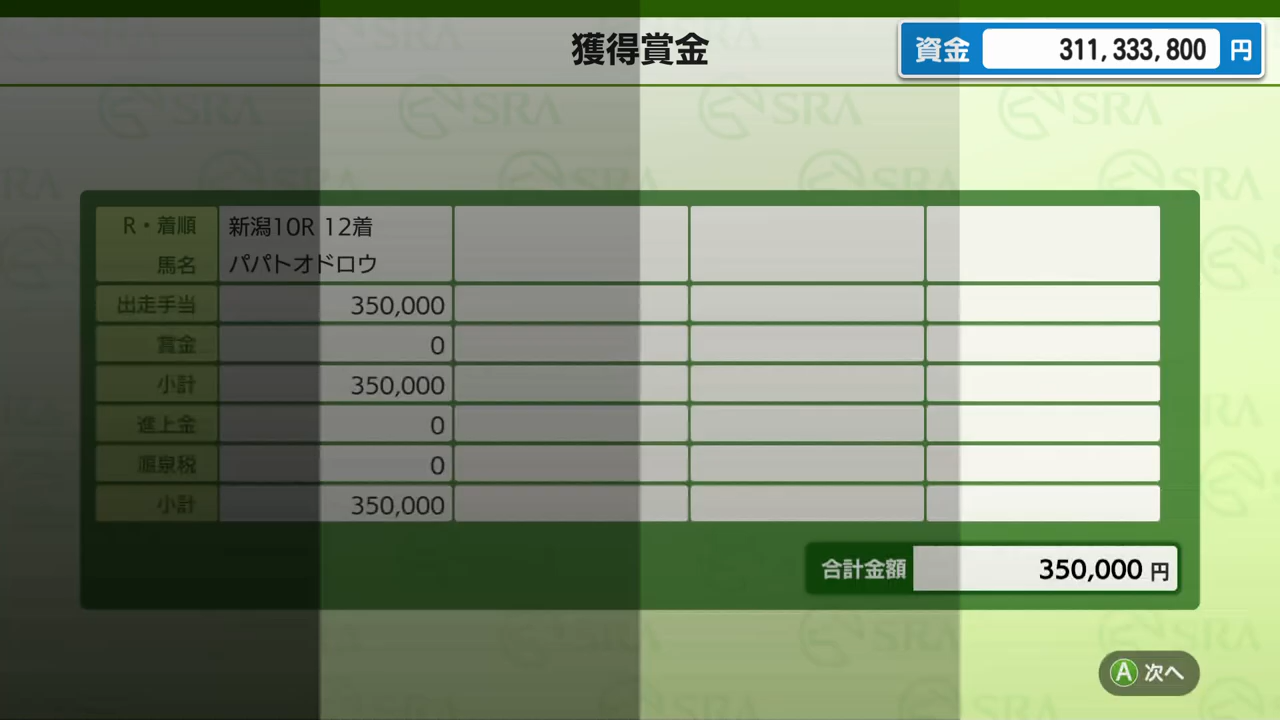 獲得賞金
資金 311,333,800 円
R・着順 新潟10R 12着
馬名 パパトオドロウ
出走手当 350,000
賞金 0
小計 350,000
進上金 0
源泉税 0
小計 350,000
合計金額 350,000 円
A 次へ
SRA